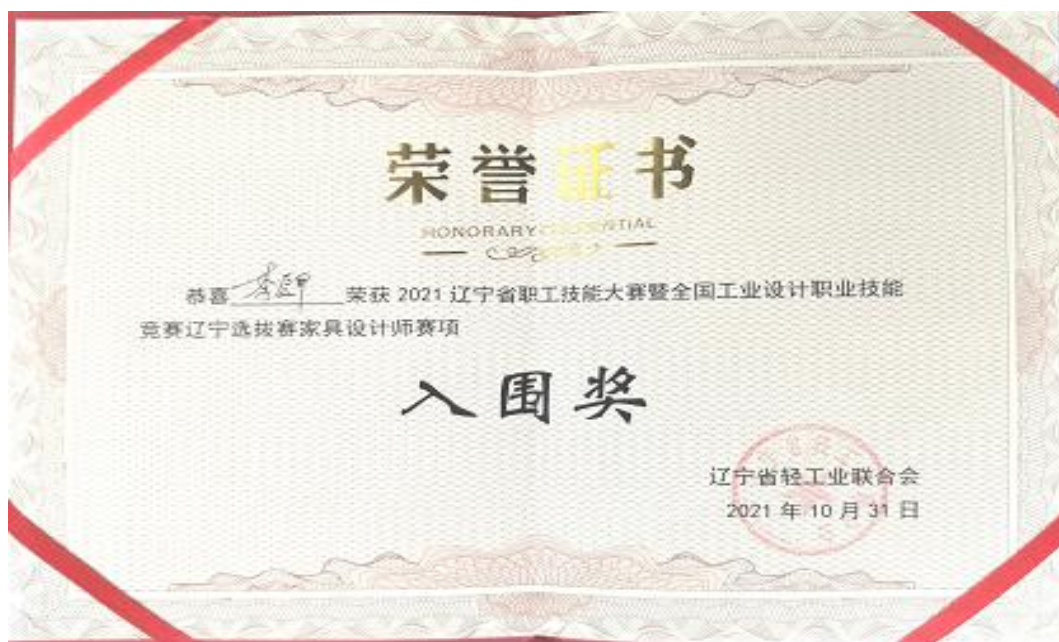 荣誉证书
HONORARY CREDENTIAL
恭喜 荣获 2021 辽宁省职工技能大赛暨全国工业设计职业技能
竞赛辽宁选拔赛家具设计师赛项
入围奖
辽宁省轻工业联合会
2021 年 10 月 31 日